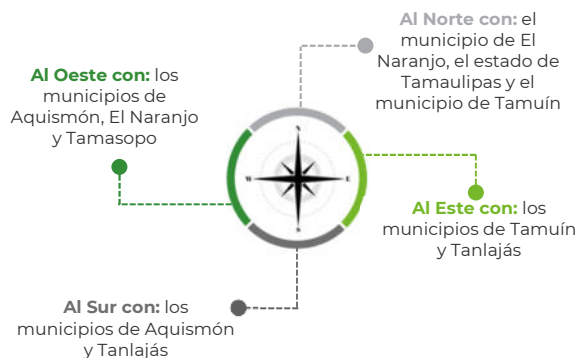 Al Norte con: el
municipio de El
Naranjo, el estado de
Tamaulipas y el
municipio de Tamuín
Al Oeste con: los
municipios de
Aquismón, El Naranjo
y Tamasopo
N
W
E
S
Al Este con: los
municipios de Tamuín
y Tanlajás
Al Sur con: los
municipios de Aquismón
y Tanlajás